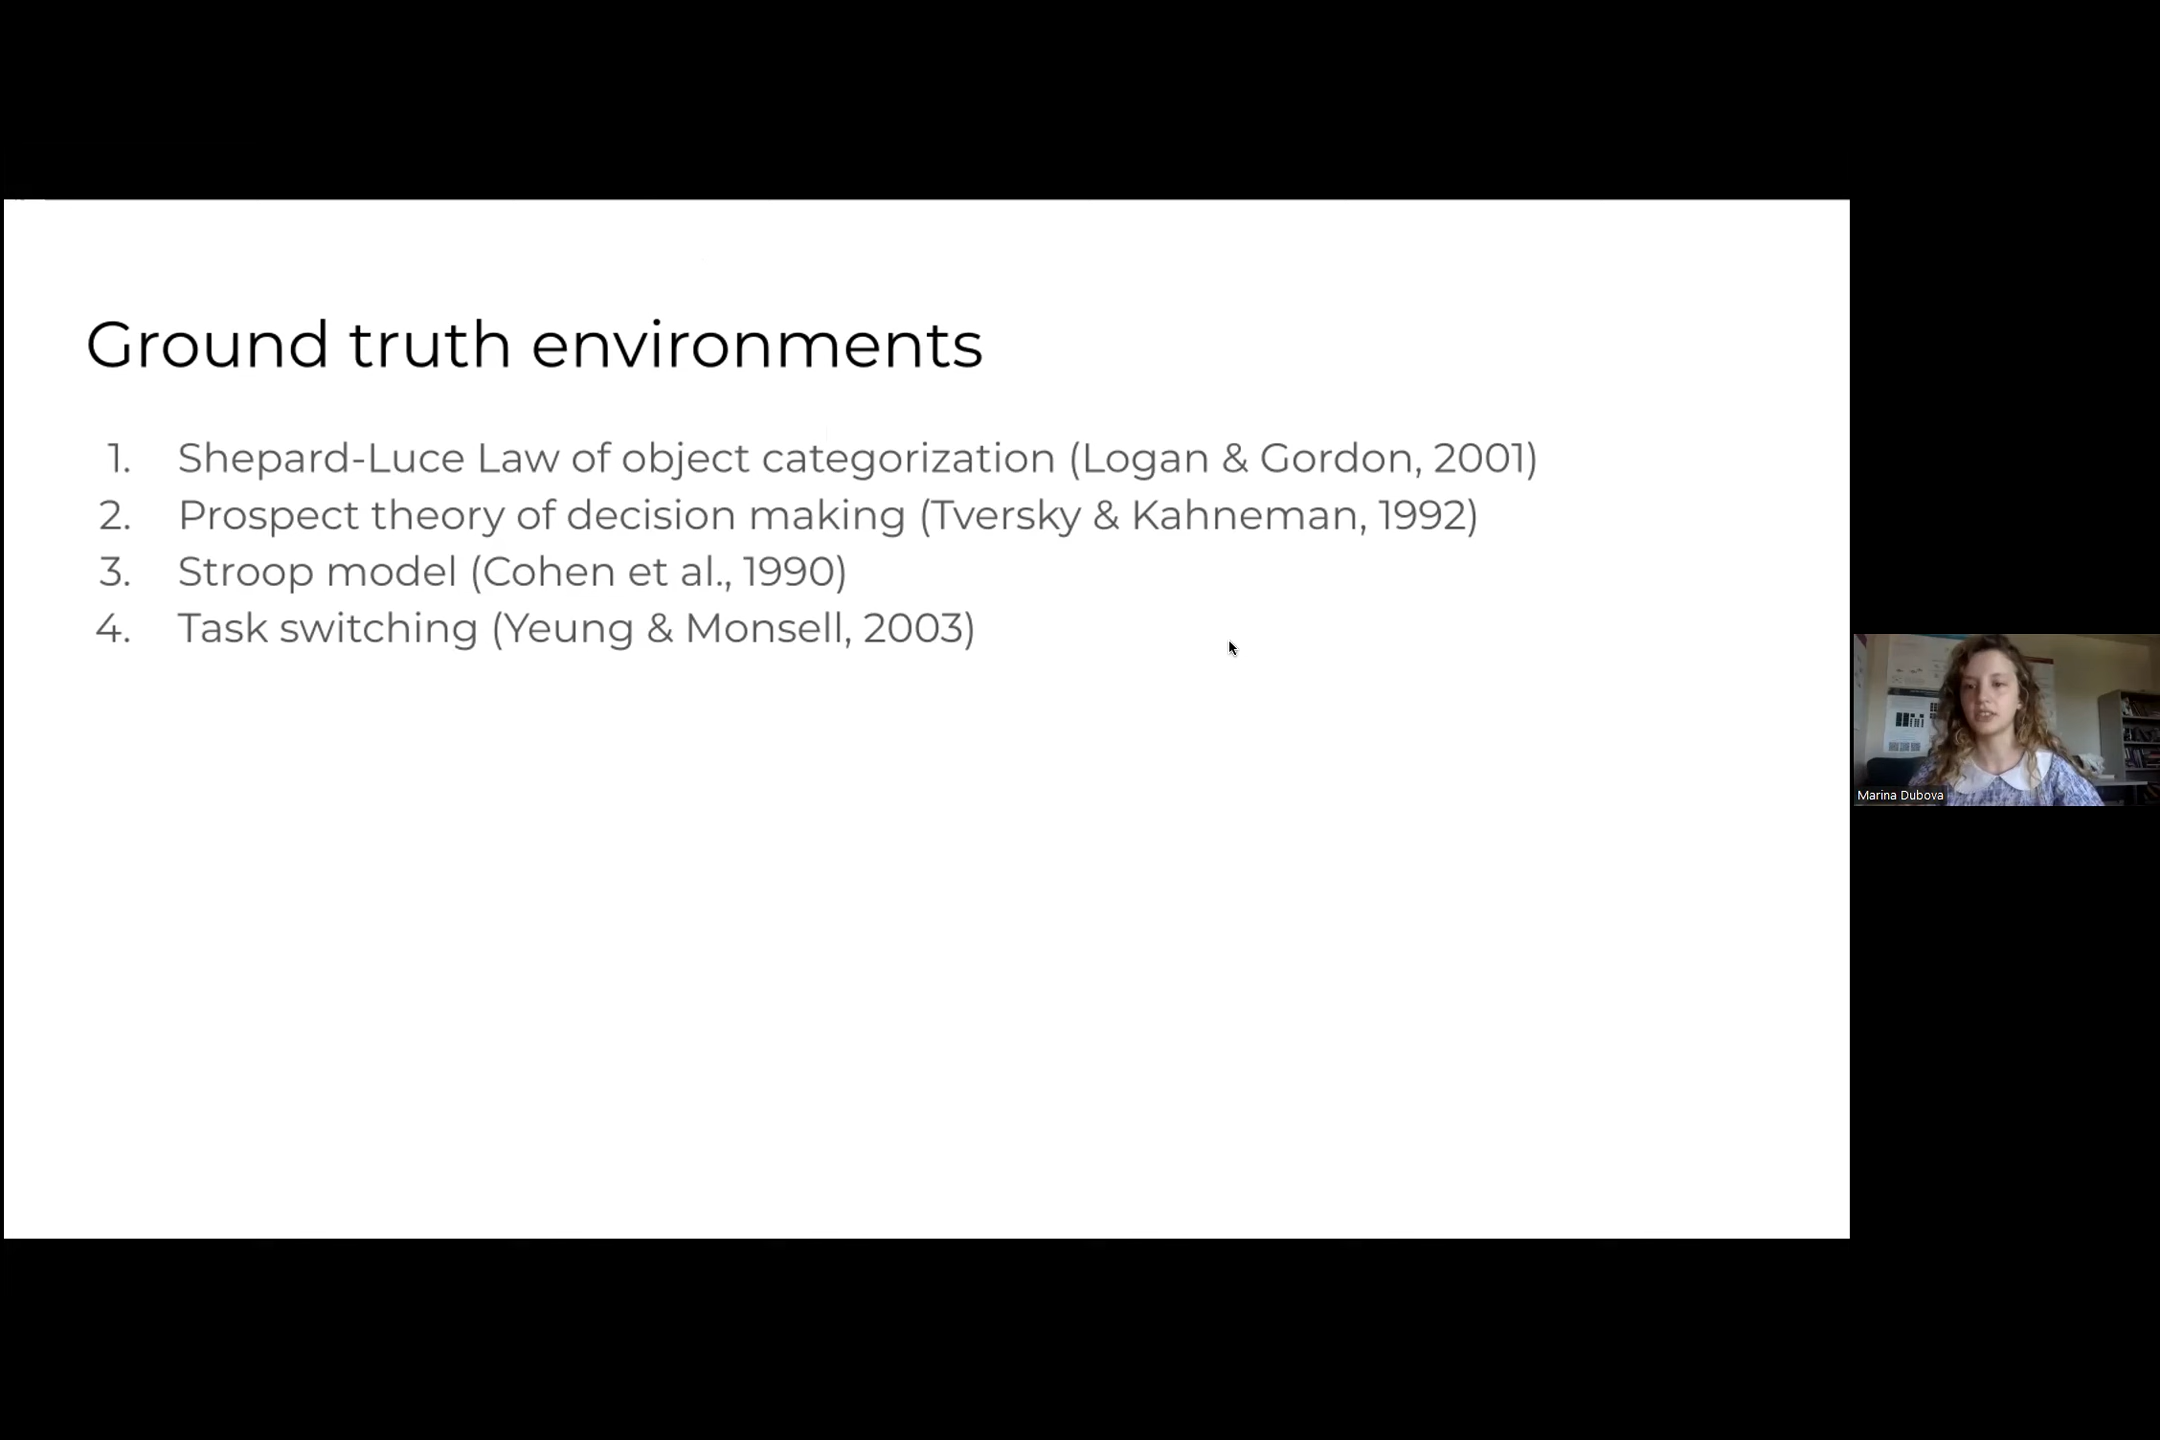 Ground truth environments
1. Shepard-Luce Law of object categorization (Logan & Gordon, 2001)
2. Prospect theory of decision making (Tversky & Kahneman, 1992)
3. Stroop model (Cohen et al., 1990)
4. Task switching (Yeung & Monsell, 2003)
Marina Dubova